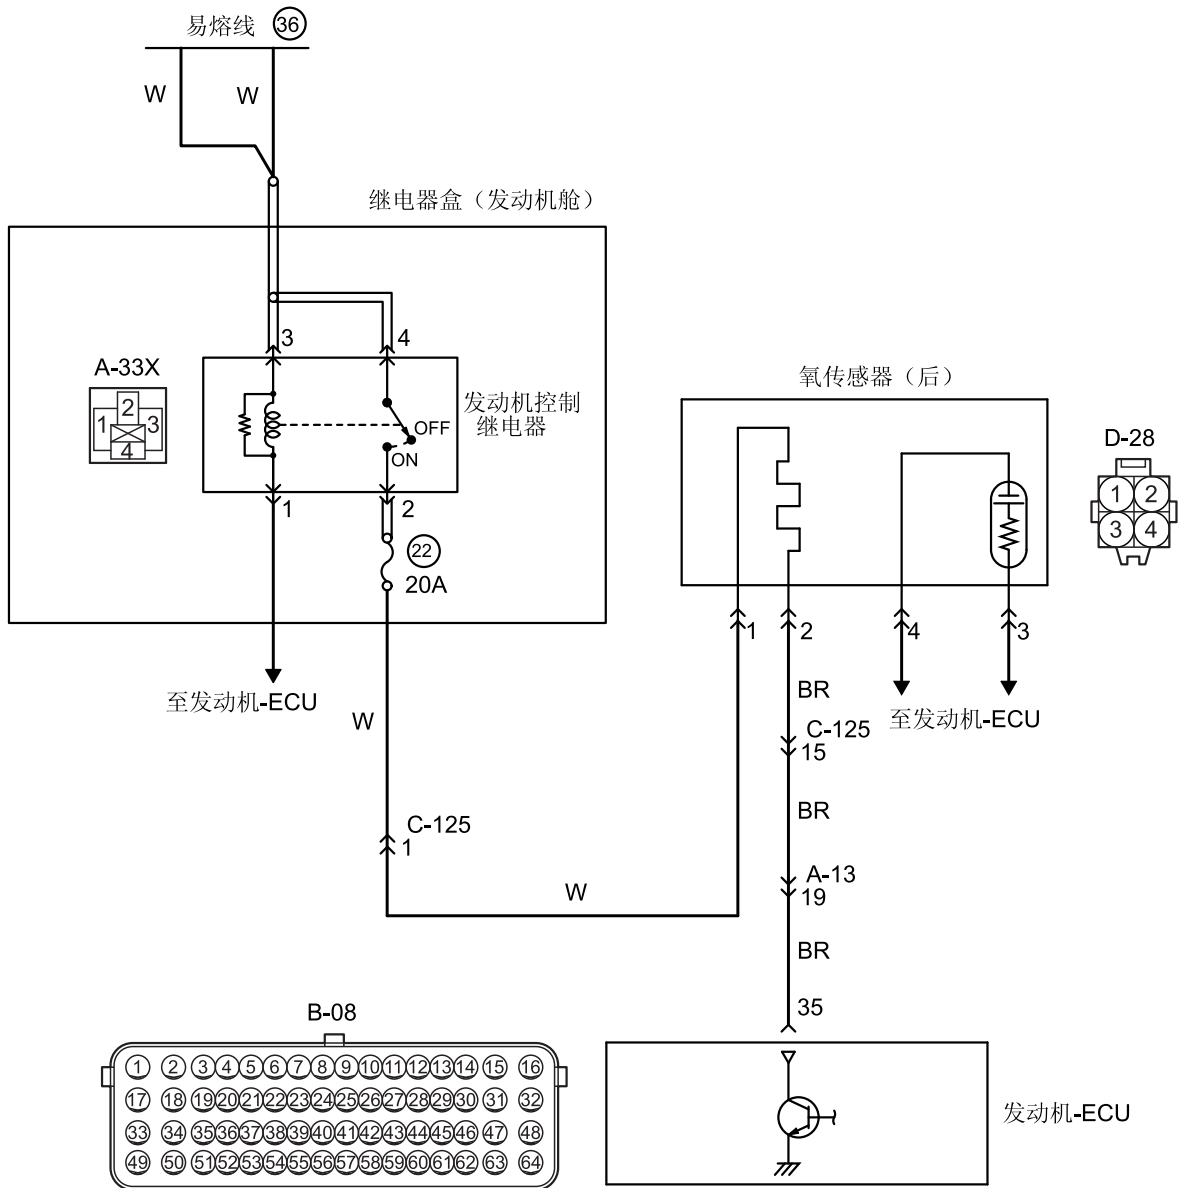 易熔线 36
W W
继电器盒（发动机舱）
3 4
A-33X
2
1 3
4
发动机控制
继电器
OFF
ON
1 2
22
20A
至发动机-ECU
氧传感器（后）
D-28
1 2
3 4
1 2 4 3
BR
至发动机-ECU
W
C-125
15
BR
C-125
1
A-13
19
W
BR
35
B-08
1 2 3 4 5 6 7 8 9 10 11 12 13 14 15 16
17 18 19 20 21 22 23 24 25 26 27 28 29 30 31 32
33 34 35 36 37 38 39 40 41 42 43 44 45 46 47 48
49 50 51 52 53 54 55 56 57 58 59 60 61 62 63 64
发动机-ECU